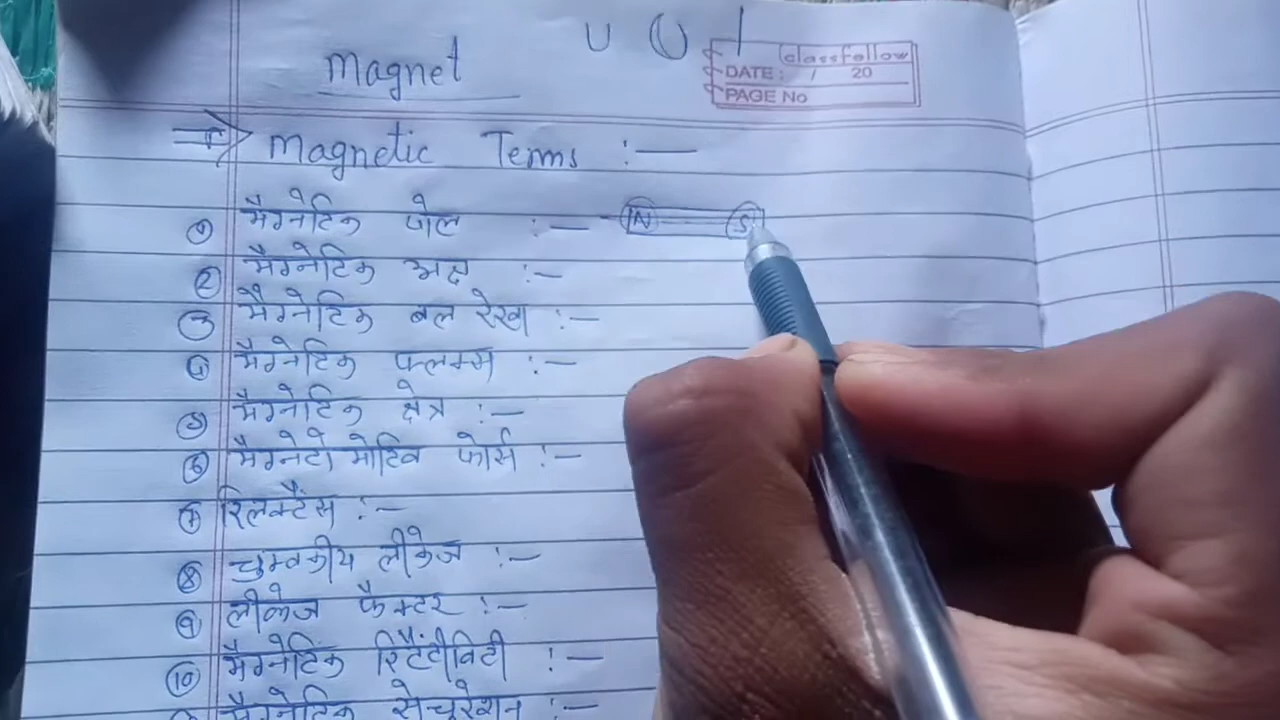 U U |
classfellow
DATE: / 20
PAGE No
Magnet
⇒ Magnetic Terms :—
① मैग्नेटिक पोल :— N S
② मैग्नेटिक अक्ष :—
③ मैग्नेटिक बल रेखा :—
④ मैग्नेटिक फ्लक्स :—
⑤ मैग्नेटिक क्षेत्र :—
⑥ मैग्नेटो मोटिव फोर्स :—
⑦ रिलक्टैंस :—
⑧ चुम्बकीय लीकेज :—
⑨ लीकेज फैक्टर :—
⑩ मैग्नेटिक रिटैंटीविटी :—
मैग्नेटिक सेचुरेशन :—